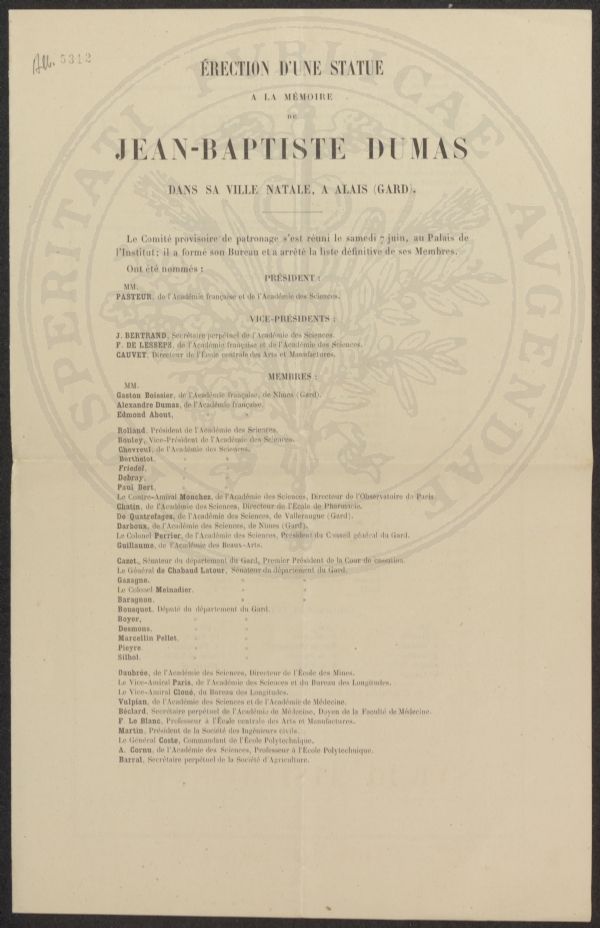 All. 5312
ÉRECTION D'UNE STATUE
A LA MÉMOIRE
DE
JEAN-BAPTISTE DUMAS
DANS SA VILLE NATALE, A ALAIS (GARD).
Le Comité provisoire de patronage s'est réuni le samedi 7 juin, au Palais de
l'Institut; il a formé son Bureau et a arrêté la liste définitive de ses Membres.
Ont été nommés :
PRÉSIDENT :
MM.
PASTEUR, de l'Académie française et de l'Académie des Sciences.
VICE-PRÉSIDENTS :
J. BERTRAND, Secrétaire perpétuel de l'Académie des Sciences.
F. DE LESSEPS, de l'Académie française et de l'Académie des Sciences.
CAUVET, Directeur de l'École centrale des Arts et Manufactures.
MEMBRES :
MM.
Gaston Boissier, de l'Académie française, de Nîmes (Gard).
Alexandre Dumas, de l'Académie française.
Edmond About, »
Rolland, Président de l'Académie des Sciences.
Bouley, Vice-Président de l'Académie des Sciences.
Chevreul, de l'Académie des Sciences.
Berthelot, » »
Friedel, » »
Debray, » »
Paul Bert, » »
Le Contre-Amiral Mouchez, de l'Académie des Sciences, Directeur de l'Observatoire de Paris
Chatin, de l'Académie des Sciences, Directeur de l'École de Pharmacie.
De Quatrefages, de l'Académie des Sciences, de Valleraugue (Gard).
Darboux, de l'Académie des Sciences, de Nîmes (Gard).
Le Colonel Perrier, de l'Académie des Sciences, Président du Conseil général du Gard.
Guillaume, de l'Académie des Beaux-Arts.
Cazot, Sénateur du département du Gard, Premier Président de la Cour de cassation.
Le Général de Chabaud Latour, Sénateur du département du Gard.
Gazagne, » »
Le Colonel Meinadier, » »
Baragnon, » »
Bousquet, Député du département du Gard.
Boyer, » »
Desmons, » »
Marcellin Pellet, » »
Pieyre, » »
Silhol, » »
Daubrée, de l'Académie des Sciences, Directeur de l'École des Mines.
Le Vice-Amiral Paris, de l'Académie des Sciences et du Bureau des Longitudes.
Le Vice-Amiral Cloué, du Bureau des Longitudes.
Vulpian, de l'Académie des Sciences et de l'Académie de Médecine.
Béclard, Secrétaire perpétuel de l'Académie de Médecine, Doyen de la Faculté de Médecine.
F. Le Blanc, Professeur à l'École centrale des Arts et Manufactures.
Martin, Président de la Société des Ingénieurs civils.
Le Général Coste, Commandant de l'École Polytechnique.
A. Cornu, de l'Académie des Sciences, Professeur à l'École Polytechnique.
Barral, Secrétaire perpétuel de la Société d'Agriculture.
PROSPERITATI PUBLICAE AUGENDAE